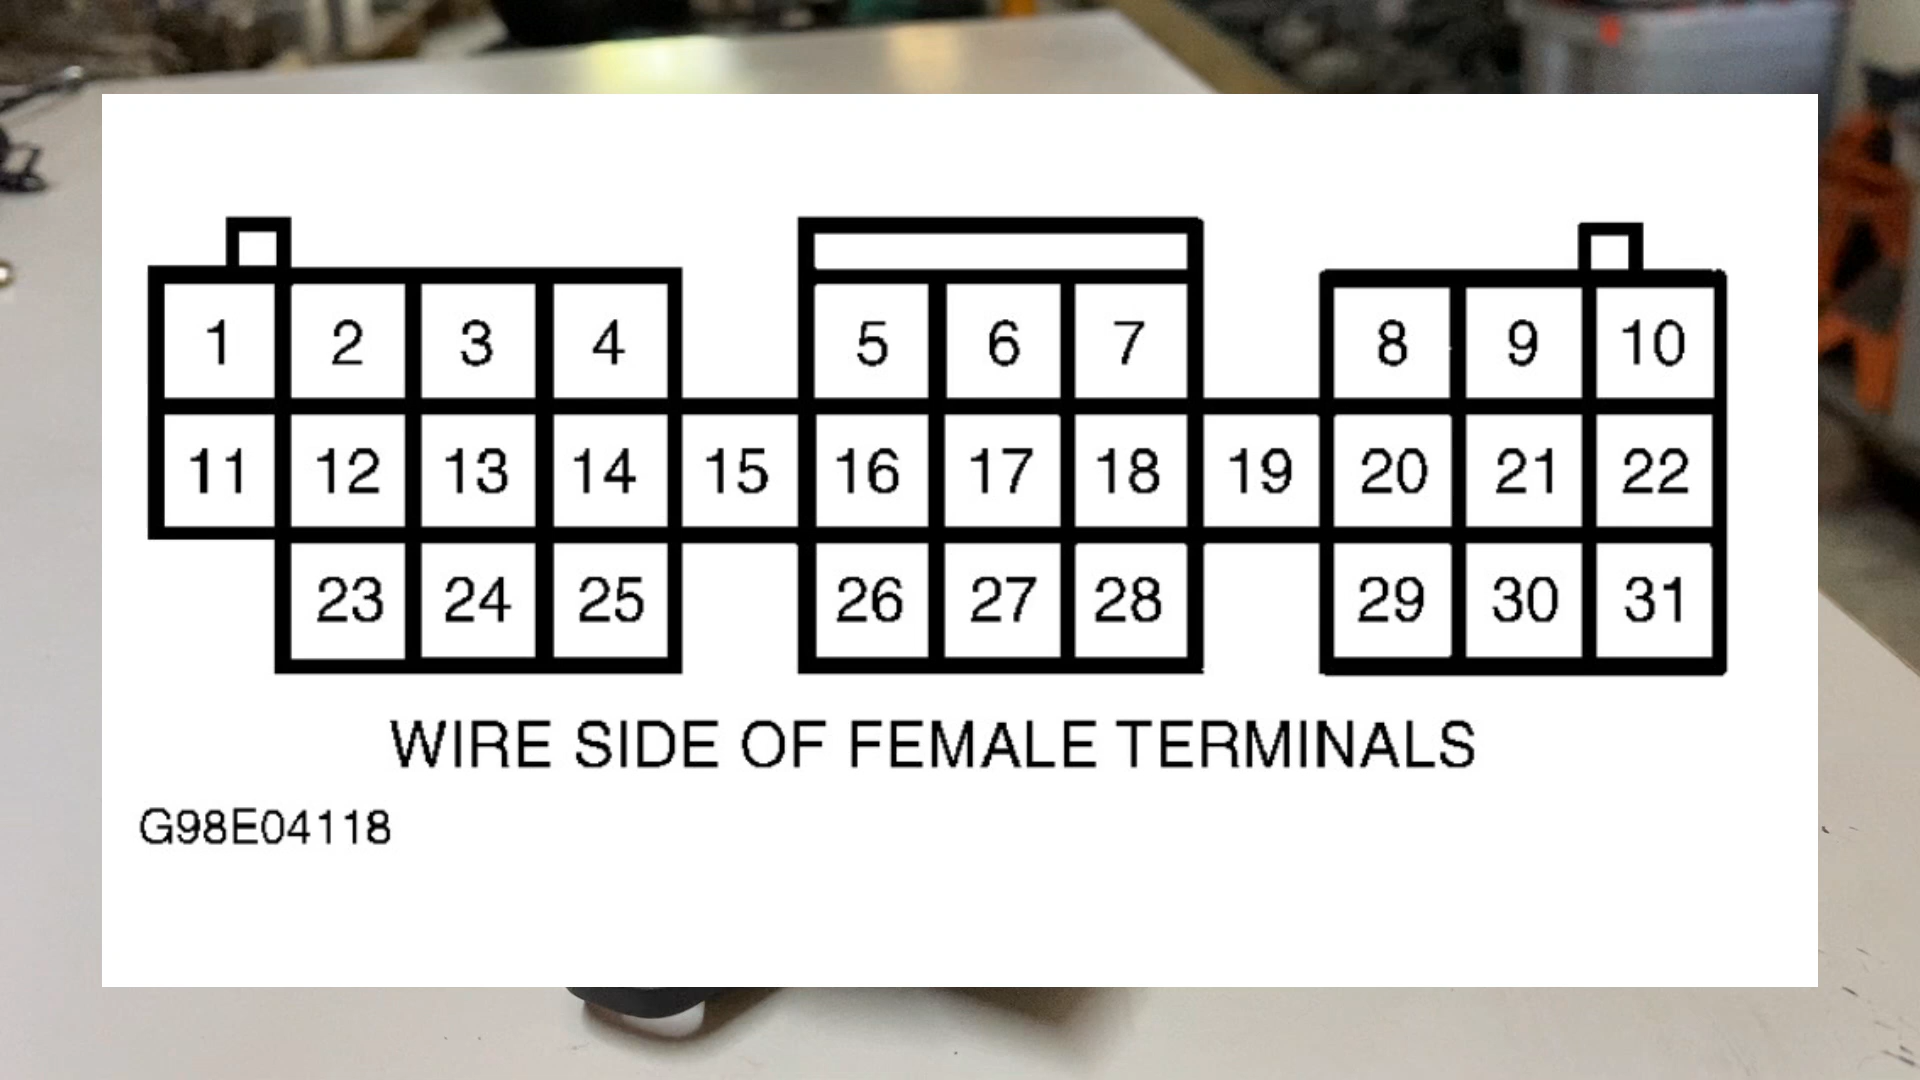 1 2 3 4 5 6 7 8 9 10
11 12 13 14 15 16 17 18 19 20 21 22
23 24 25 26 27 28 29 30 31
WIRE SIDE OF FEMALE TERMINALS
G98E04118